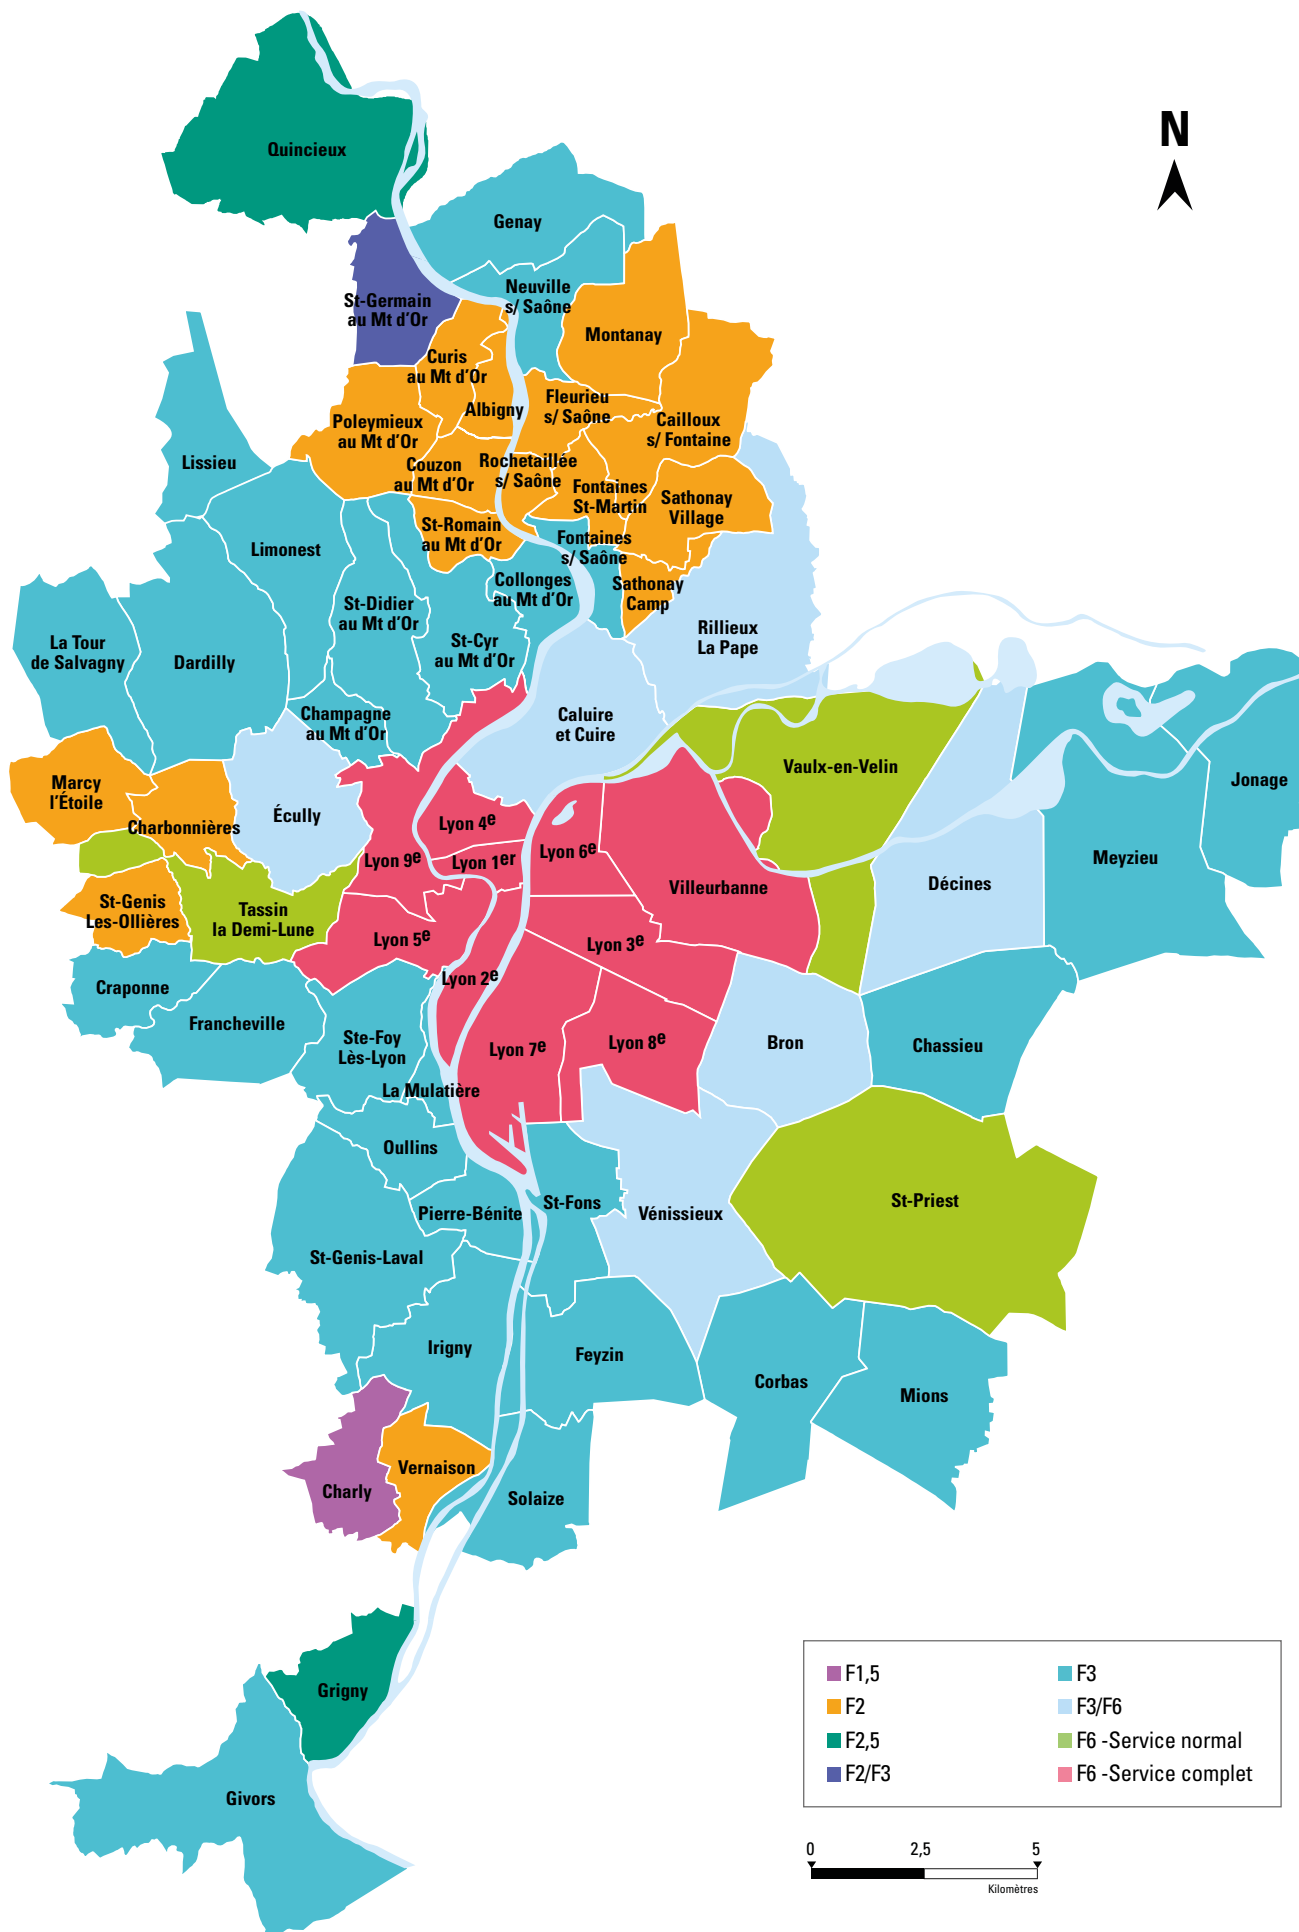 N
Quincieux
Genay
Neuville
s/ Saône
St-Germain
au Mt d'Or
Montanay
Curis
au Mt d'Or
Albigny
Fleurieu
s/ Saône
Poleymieux
au Mt d'Or
Cailloux
s/ Fontaine
Lissieu
Couzon
au Mt d'Or
Rochetaillée
s/ Saône
Fontaines
St-Martin
Sathonay
Village
St-Romain
au Mt d'Or
Fontaines
s/ Saône
Limonest
Collonges
au Mt d'Or
Sathonay
Camp
St-Didier
au Mt d'Or
Rillieux
La Pape
La Tour
de Salvagny
Dardilly
St-Cyr
au Mt d'Or
Champagne
au Mt d'Or
Caluire
et Cuire
Vaulx-en-Velin
Jonage
Marcy
l'Étoile
Charbonnières
Écully
Lyon 4e
Lyon 9e
Lyon 1er
Lyon 6e
Meyzieu
Villeurbanne
Décines
St-Genis
Les-Ollières
Tassin
la Demi-Lune
Lyon 5e
Lyon 3e
Lyon 2e
Craponne
Francheville
Ste-Foy
Lès-Lyon
Lyon 7e
Lyon 8e
Bron
Chassieu
La Mulatière
Oullins
St-Fons
St-Priest
Pierre-Bénite
Vénissieux
St-Genis-Laval
Irigny
Feyzin
Corbas
Mions
Vernaison
Charly
Solaize
Grigny
Givors
F1,5
F2
F2,5
F2/F3
F3
F3/F6
F6 -Service normal
F6 -Service complet
0 2,5 5
Kilomètres